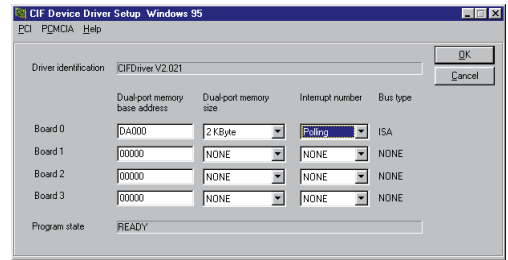 CIF Device Driver Setup Windows 95
PCI PCMCIA Help
OK
Driver identification CIFDriver V2.021
Cancel
Dual-port memory base address Dual-port memory size Interrupt number Bus type
Board 0 DA000 2 KByte Polling ISA
Board 1 00000 NONE NONE NONE
Board 2 00000 NONE NONE NONE
Board 3 00000 NONE NONE NONE
Program state READY